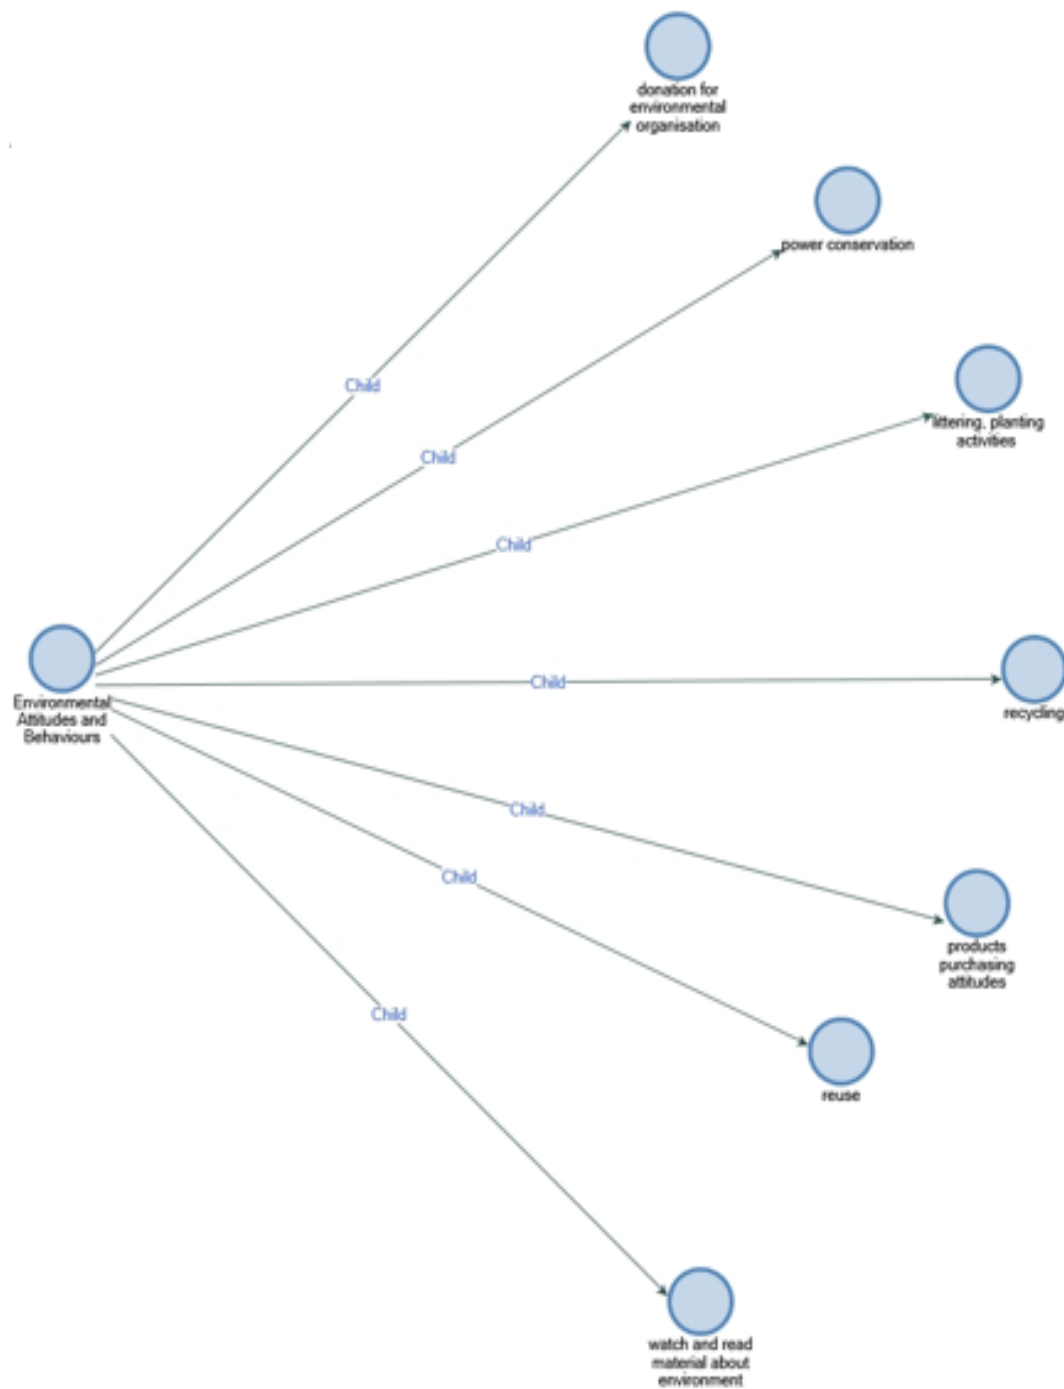 donation for
environmental
organisation
power conservation
Child
littering, planting
activities
Child
Child
Environmental
Attitudes and
Behaviours
Child
recycling
Child
Child
products
purchasing
attitudes
Child
reuse
watch and read
material about
environment